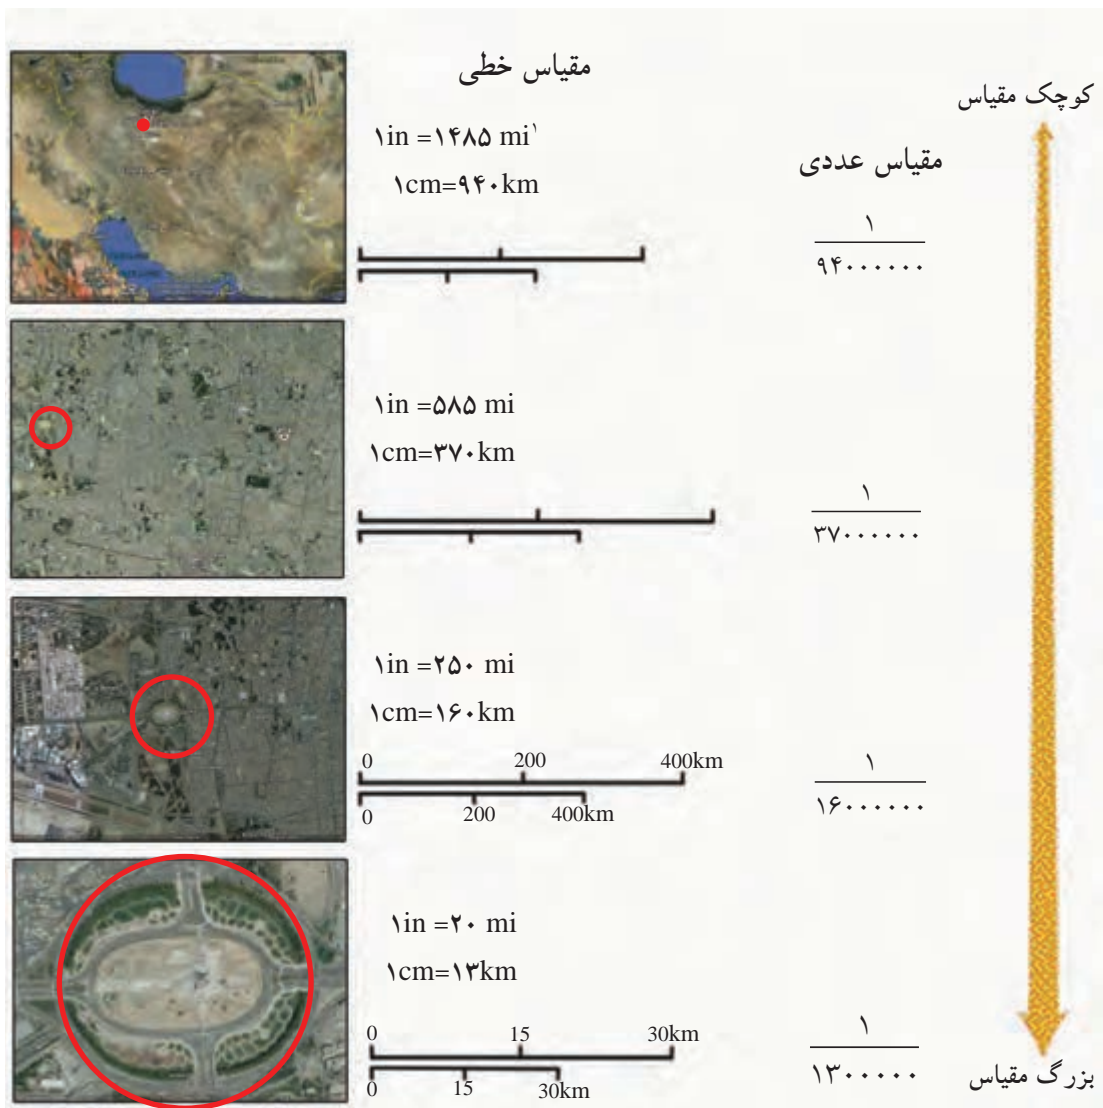 مقیاس خطی
کوچک مقیاس
۱in =۱۴۸۵ mi۱
مقیاس عددی
۱cm=۹۴۰km
۱
۹۴۰۰۰۰۰۰
۱in =۵۸۵ mi
۱cm=۳۷۰km
۱
۳۷۰۰۰۰۰۰
۱in =۲۵۰ mi
۱cm=۱۶۰km
0 200 400km
0 200 400km
۱
۱۶۰۰۰۰۰۰
۱in =۲۰ mi
۱cm=۱۳km
0 15 30km
0 15 30km
۱
۱۳۰۰۰۰۰
بزرگ مقیاس